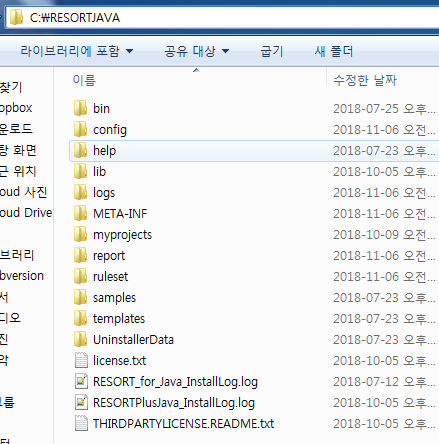 C:\RESORTJAVA
라이브러리에 포함 ▼ 공유 대상 ▼ 굽기 새 폴더
찾기 이름 수정한 날짜
opbox bin 2018-07-25 오후...
운로드 config 2018-11-06 오전...
탕 화면 help 2018-07-23 오후...
근 위치 lib 2018-10-05 오후...
oud 사진 logs 2018-11-06 오전...
oud Drive META-INF 2018-11-06 오전...
myprojects 2018-10-09 오전...
브러리 report 2018-11-06 오전...
bversion ruleset 2018-11-06 오전...
서 samples 2018-07-23 오후...
디오 templates 2018-07-23 오후...
진 UninstallerData 2018-07-23 오후...
악 license.txt 2018-10-05 오후...
RESORT_for_Java_InstallLog.log 2018-07-12 오후...
그룹 RESORTPlusJava_InstallLog.log 2018-10-05 오후...
THIRDPARTYLICENSE.README.txt 2018-10-05 오후...